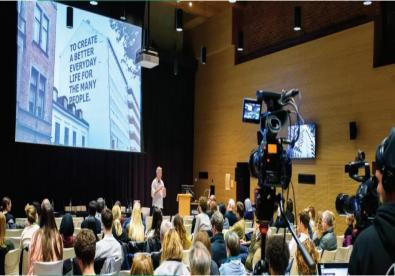 TO CREATE
A BETTER
EVERYDAY
LIFE FOR
THE MANY
PEOPLE.